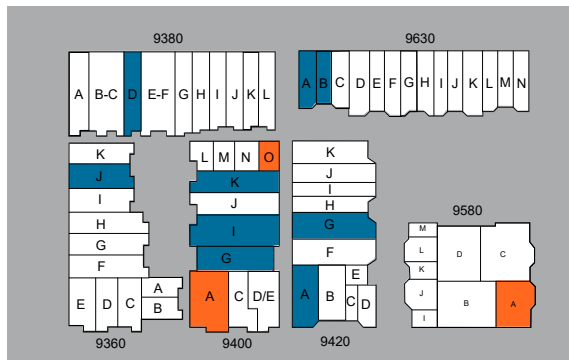 9380
9630
A B-C D E-F G H I J K L
A B C D E F G H I J K L M N
K
J
I
H
G
F
E D C
A
B
9360
L M N O
K
J
I
G
A C D/E
9400
K
J
I
H
G
F
E
A B C D
9420
9580
M
L
K
J
I
D C
B A